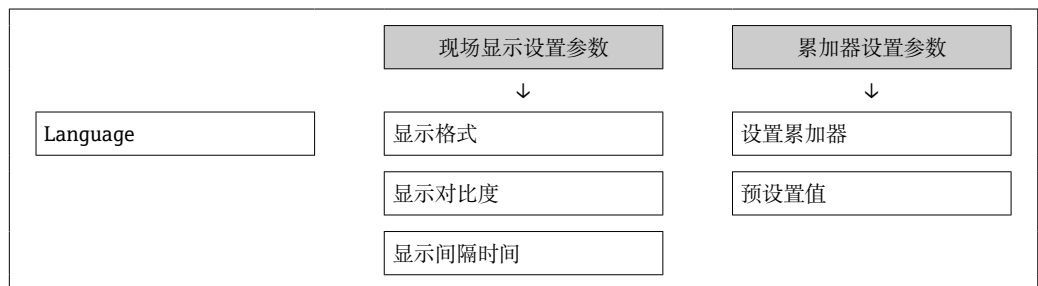 现场显示设置参数
累加器设置参数
↓
↓
Language
显示格式
设置累加器
显示对比度
预设置值
显示间隔时间